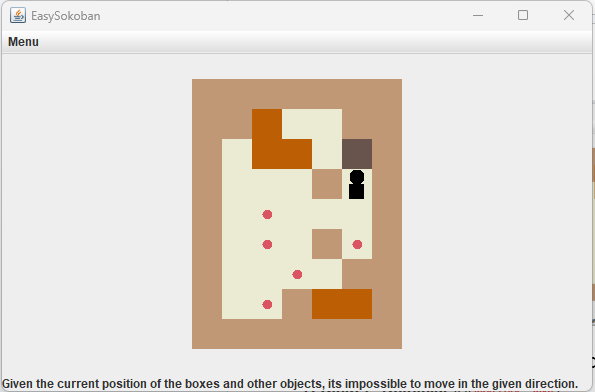 EasySokoban
Menu
Given the current position of the boxes and other objects, its impossible to move in the given direction.